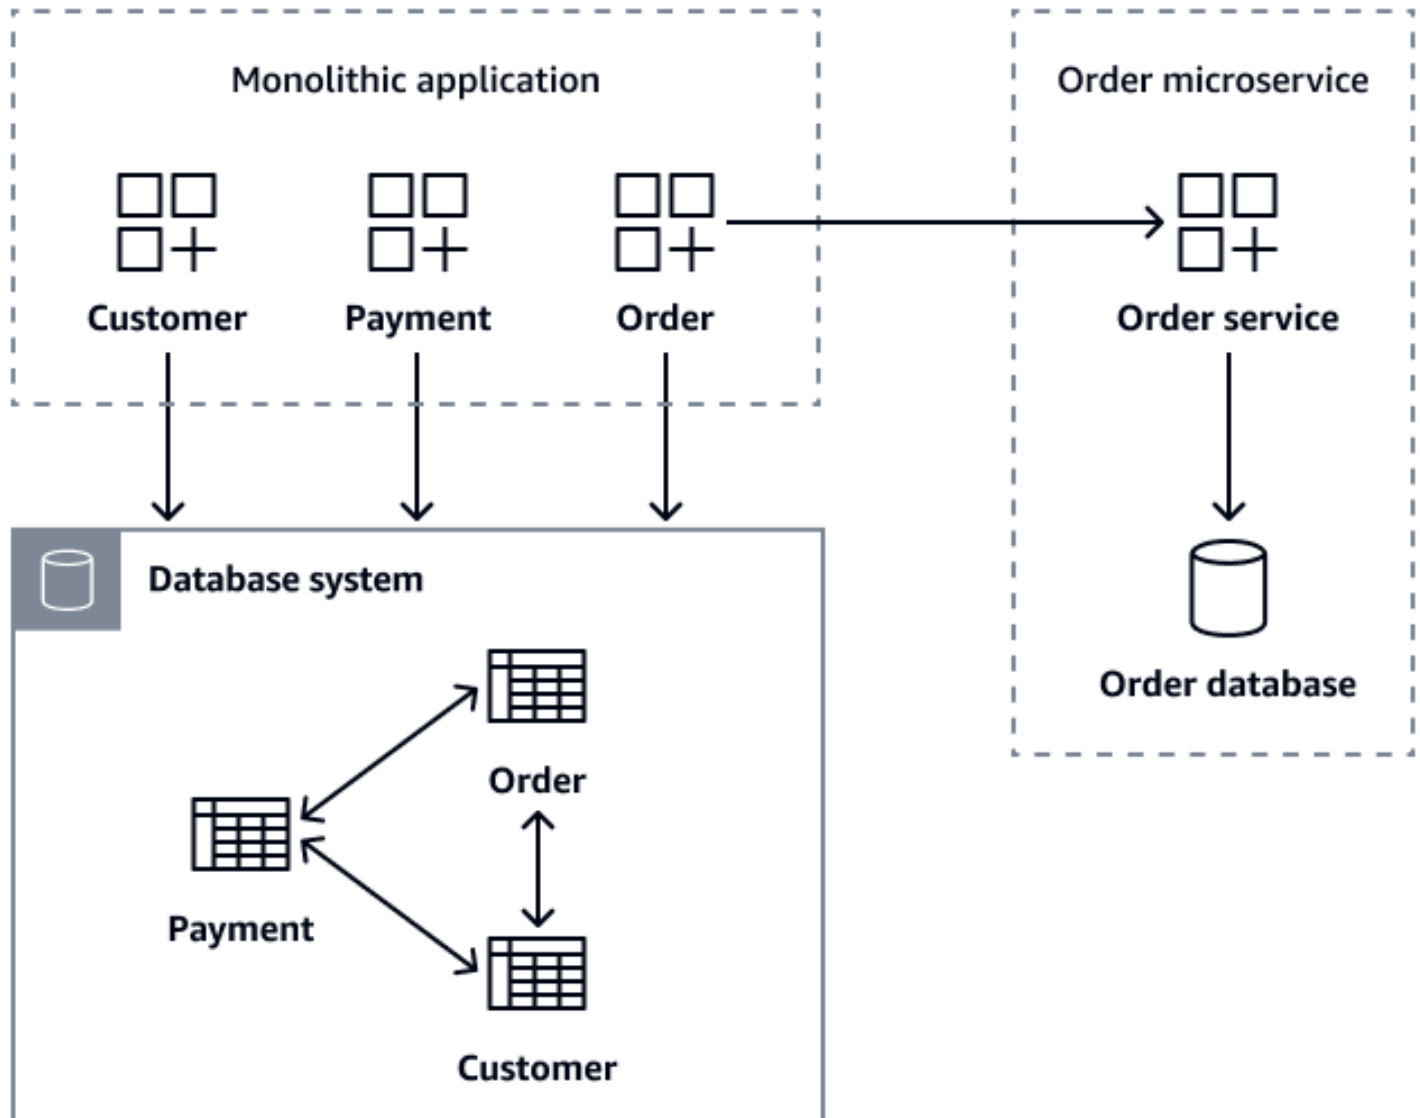 Monolithic application
Order microservice
Customer
Payment
Order
Order service
Database system
Order
Order database
Payment
Customer